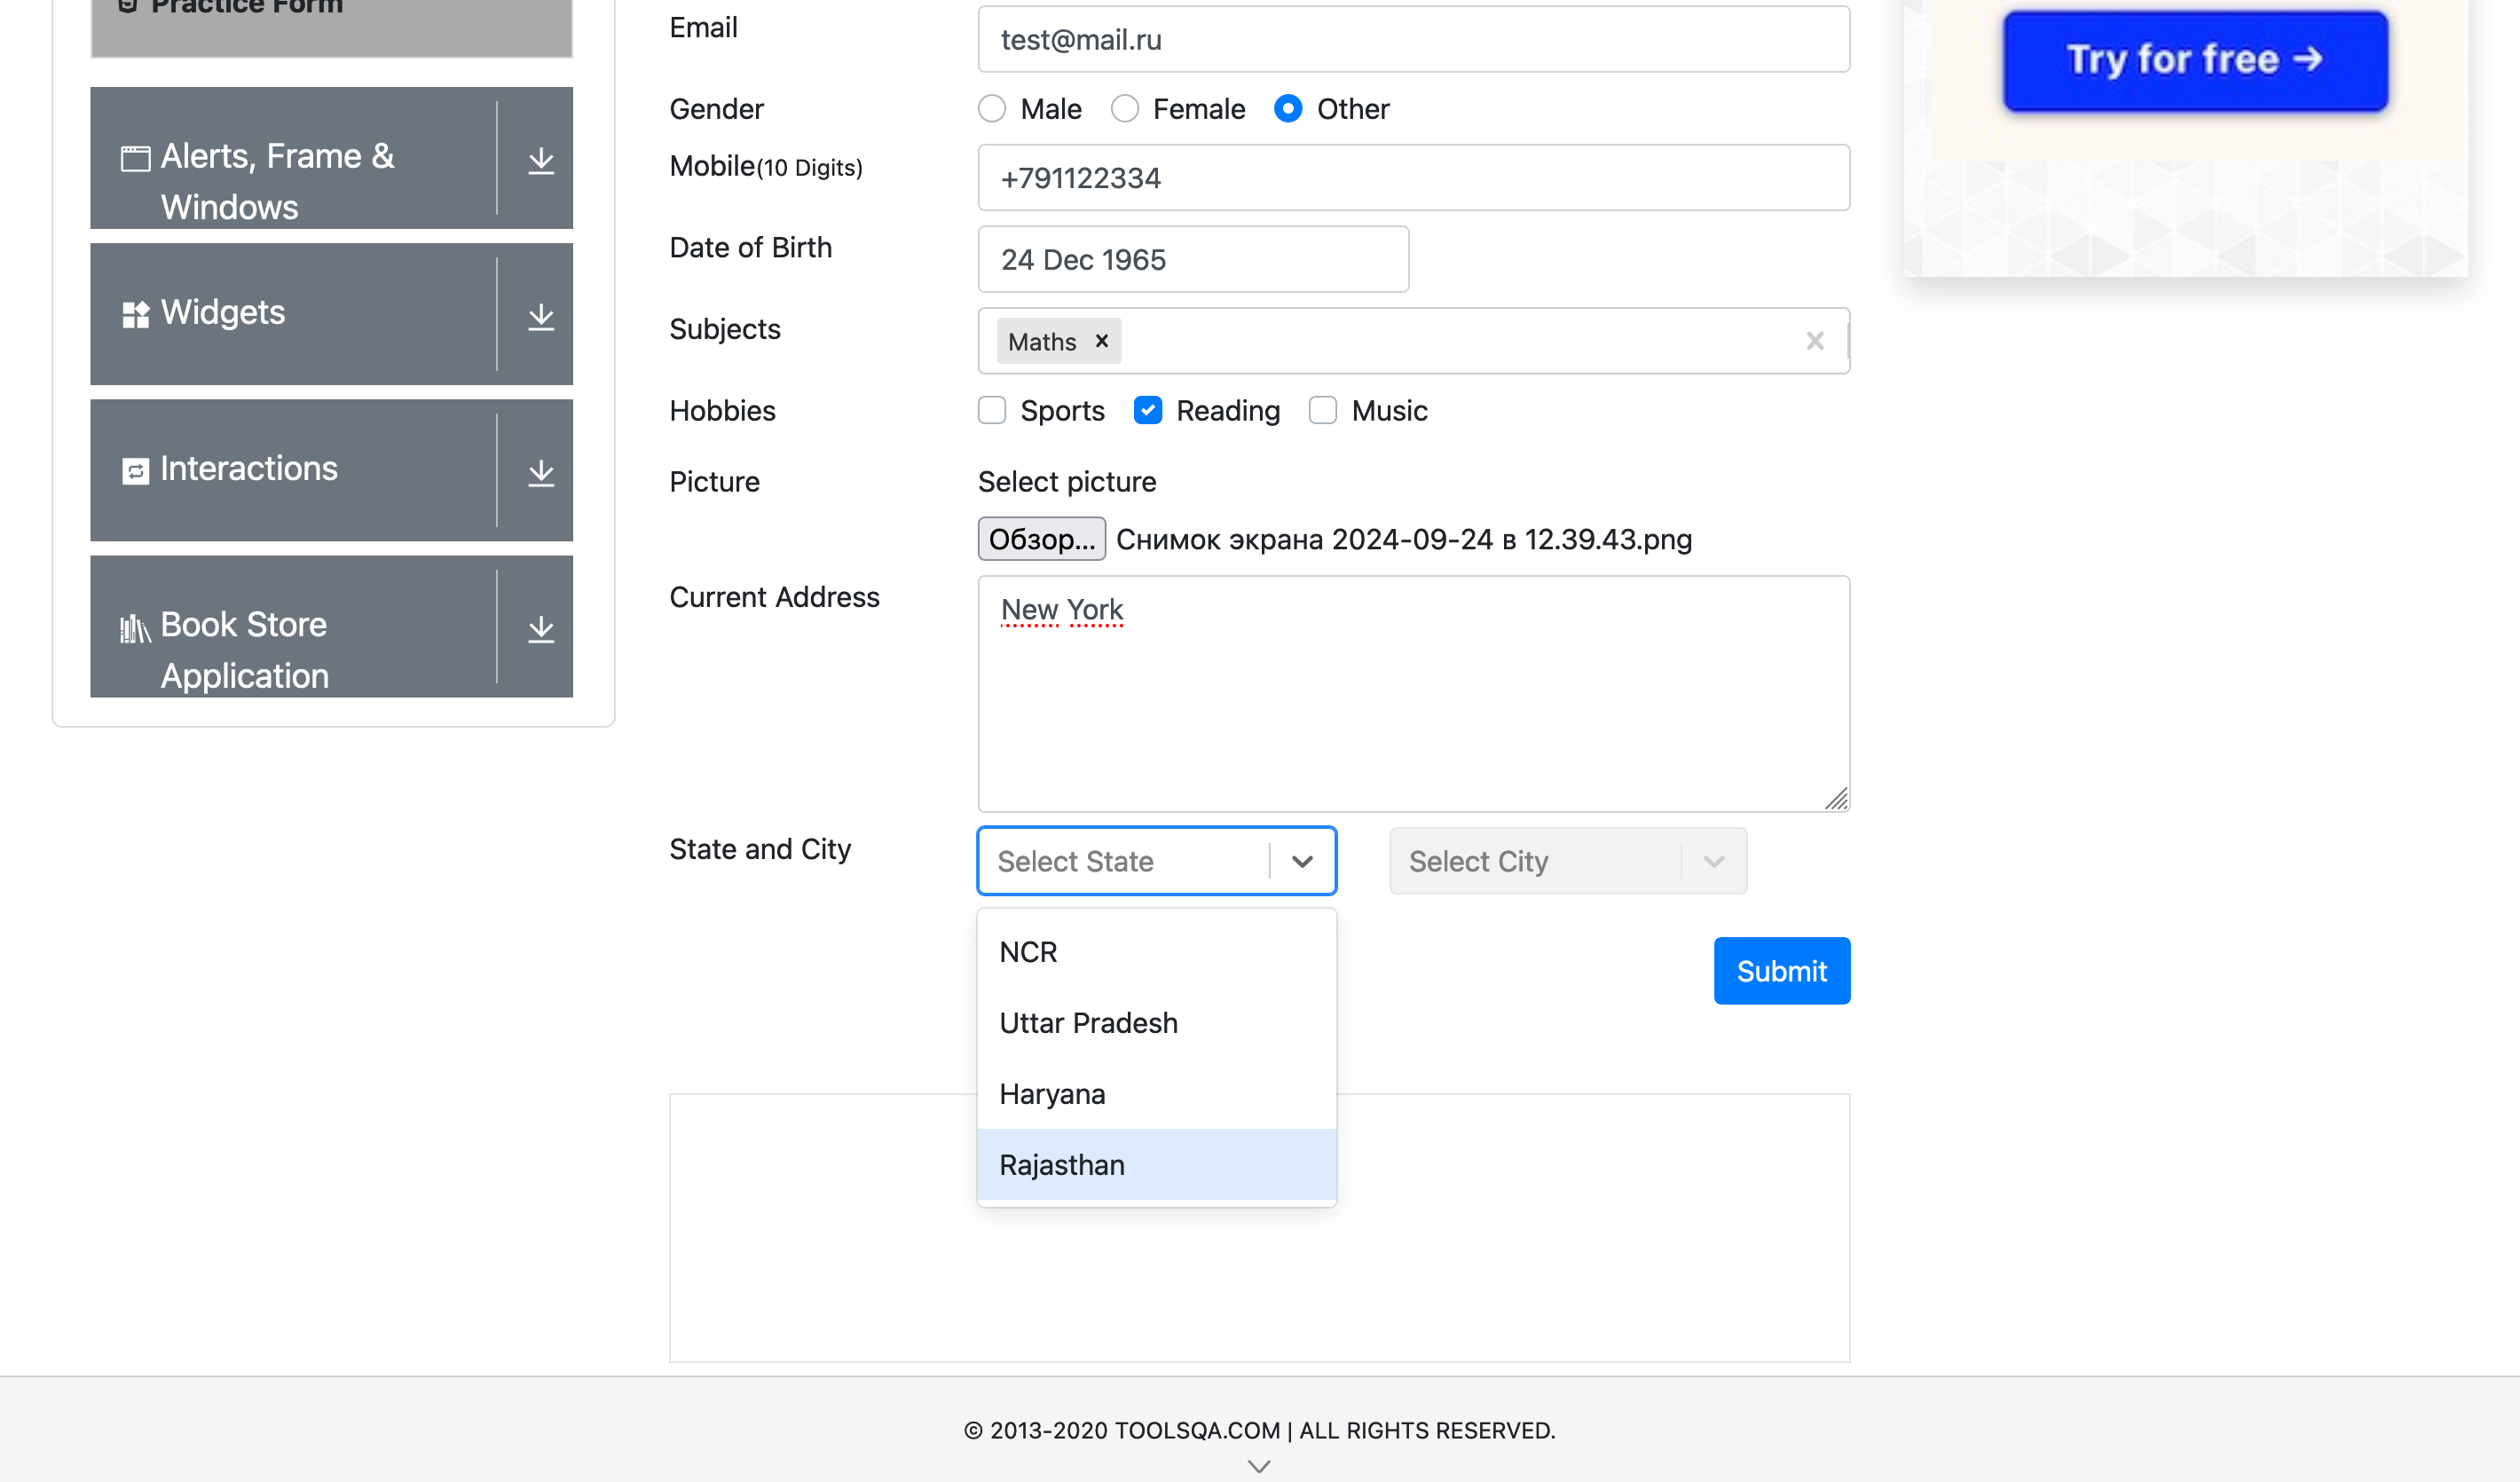 Practice Form
Alerts, Frame &
Windows
Widgets
Interactions
Book Store
Application
Email
test@mail.ru
Gender
Male
Female
Other
Mobile(10 Digits)
+791122334
Date of Birth
24 Dec 1965
Subjects
Maths
Hobbies
Sports
Reading
Music
Picture
Select picture
Обзор... Снимок экрана 2024-09-24 в 12.39.43.png
Current Address
New York
State and City
Select State
Select City
NCR
Uttar Pradesh
Haryana
Rajasthan
Submit
Try for free →
© 2013-2020 TOOLSQA.COM | ALL RIGHTS RESERVED.